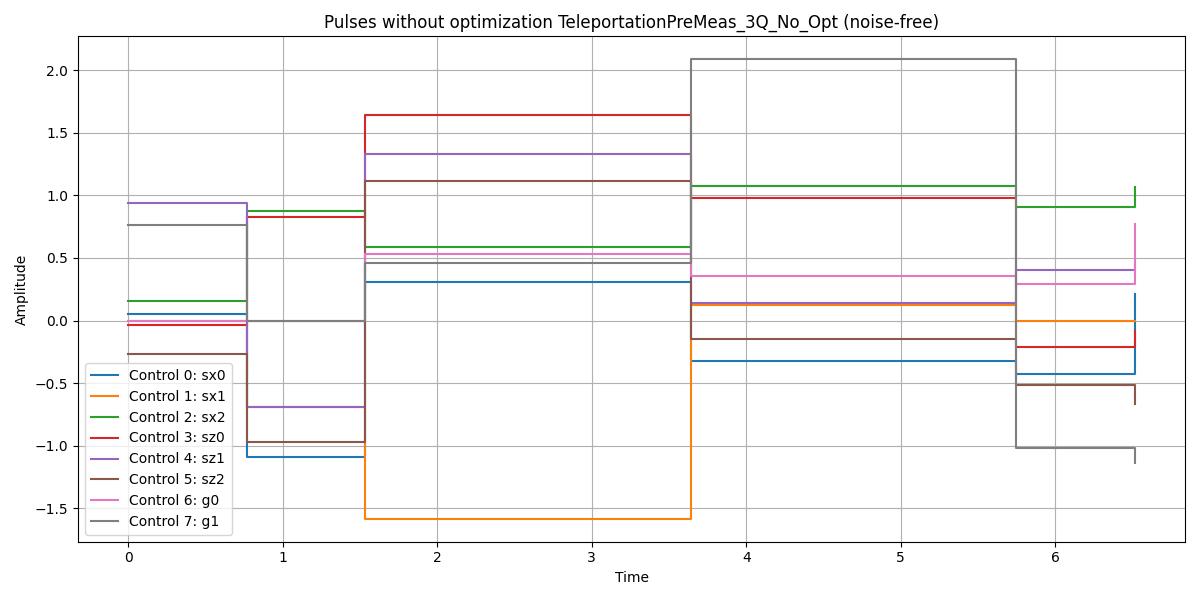 Pulses without optimization TeleportationPreMeas_3Q_No_Opt (noise-free)
2.0
1.5
1.0
0.5
0.0
−0.5
−1.0
−1.5
Amplitude
Control 0: sx0
Control 1: sx1
Control 2: sx2
Control 3: sz0
Control 4: sz1
Control 5: sz2
Control 6: g0
Control 7: g1
0 1 2 3 4 5 6
Time